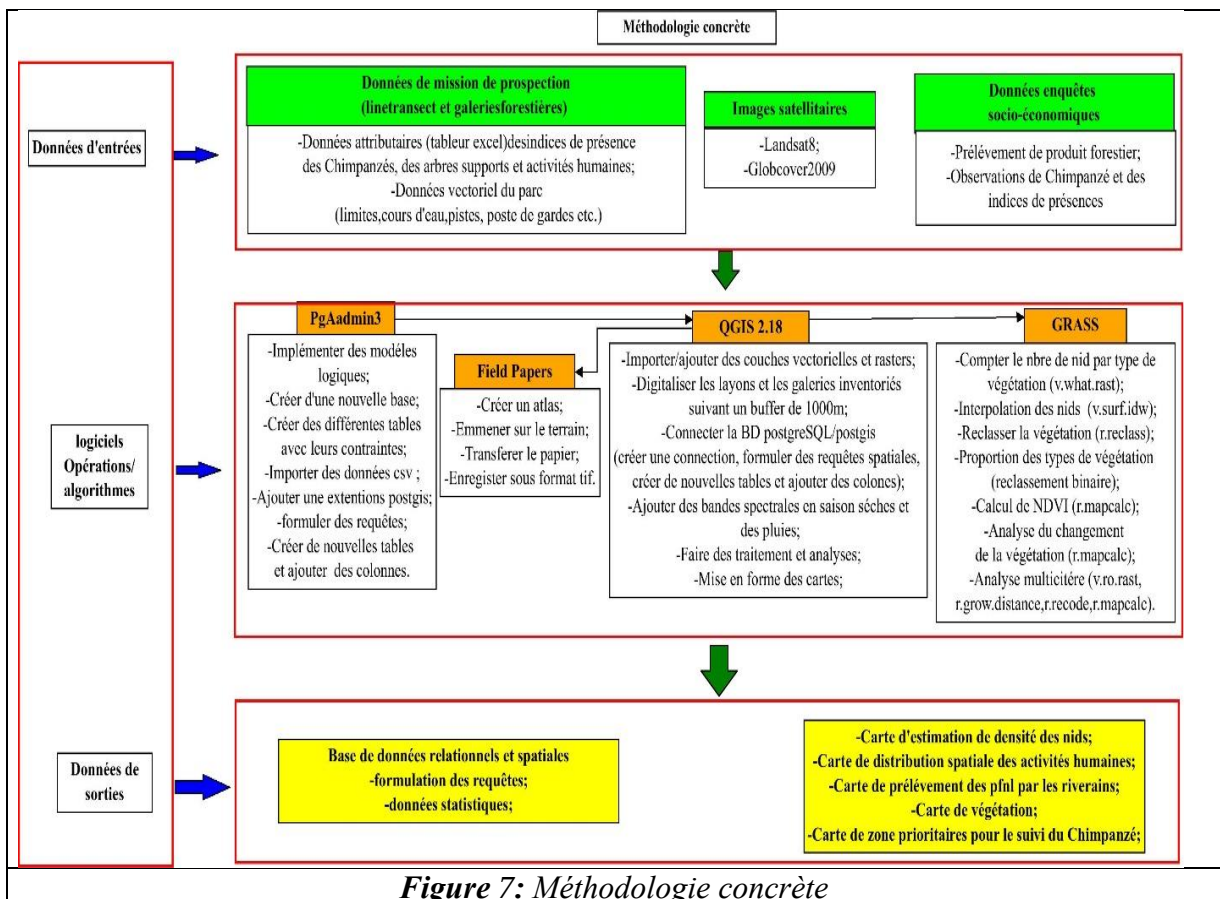 Méthodologie concrète
Données d'entrées
Données de mission de prospection
(linetransect et galeriesforestières)
-Données attributaires (tableur excel)desindices de présence
des Chimpanzés, des arbres supports et activités humaines;
-Données vectoriel du parc
(limites,cours d'eau,pistes, poste de gardes etc.)
Images satellitaires
-Landsat8;
-Globcover2009
Données enquêtes
socio-économiques
-Prélévement de produit forestier;
-Observations de Chimpanzé et des
indices de présences
logiciels
Opérations/
algorithmes
PgAadmin3
-Implémenter des modéles
logiques;
-Créer d'une nouvelle base;
-Créer des différentes tables
avec leurs contraintes;
-Importer des données csv ;
-Ajouter une extentions postgis;
-formuler des requêtes;
-Créer de nouvelles tables
et ajouter des colonnes.
Field Papers
-Créer un atlas;
-Emmener sur le terrain;
-Transférer le papier;
-Enregister sous format tif.
QGIS 2.18
-Importer/ajouter des couches vectorielles et rasters;
-Digitaliser les layons et les galeries inventoriés
suivant un buffer de 1000m;
-Connecter la BD postgreSQL/postgis
(créer une connection, formuler des requêtes spatiales,
créer de nouvelles tables et ajouter des colones);
-Ajouter des bandes spectrales en saison séches et
des pluies;
-Faire des traitement et analyses;
-Mise en forme des cartes;
GRASS
-Compter le nbre de nid par type de
végétation (v.what.rast);
-Interpolation des nids (v.surf.idw);
-Reclasser la végétation (r.reclass);
-Proportion des types de végétation
(reclassement binaire);
-Calcul de NDVI (r.mapcalc);
-Analyse du changement
de la végétation (r.mapcalc);
-Analyse multicitére (v.ro.rast,
r.grow.distance,r.recode,r.mapcalc).
Données de
sorties
Base de données relationnels et spatiales
-formulation des requêtes;
-données statistiques;
-Carte d'estimation de densité des nids;
-Carte de distribution spatiale des activités humaines;
-Carte de prélévement des pfnl par les riverains;
-Carte de végétation;
-Carte de zone prioritaires pour le suivi du Chimpanzé;
Figure 7: Méthodologie concrète